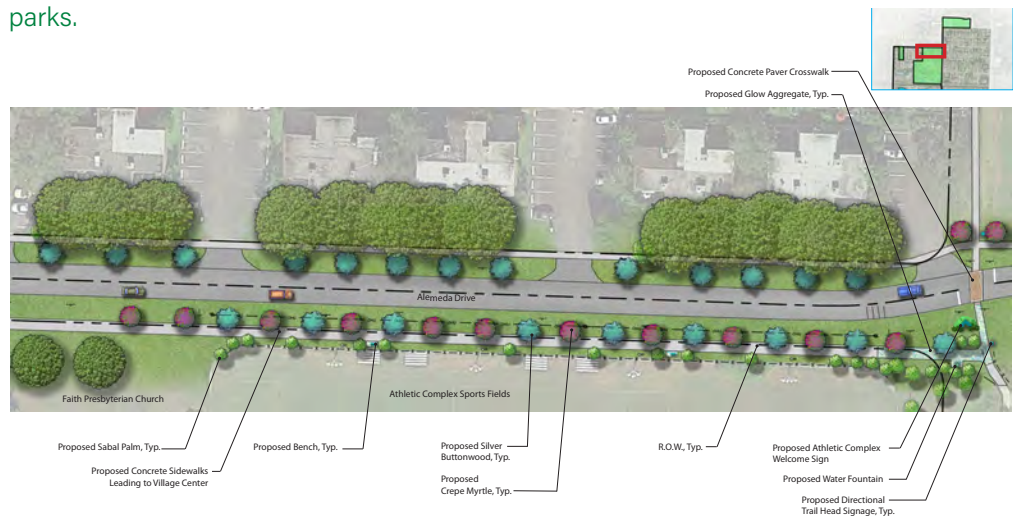 parks.
Proposed Concrete Paver Crosswalk
Proposed Glow Aggregate, Typ.
Alemeda Drive
Faith Presbyterian Church
Athletic Complex Sports Fields
Proposed Sabal Palm, Typ.
Proposed Concrete Sidewalks
Leading to Village Center
Proposed Bench, Typ.
Proposed Silver
Buttonwood, Typ.
Proposed
Crepe Myrtle, Typ.
R.O.W., Typ.
Proposed Athletic Complex
Welcome Sign
Proposed Water Fountain
Proposed Directional
Trail Head Signage, Typ.